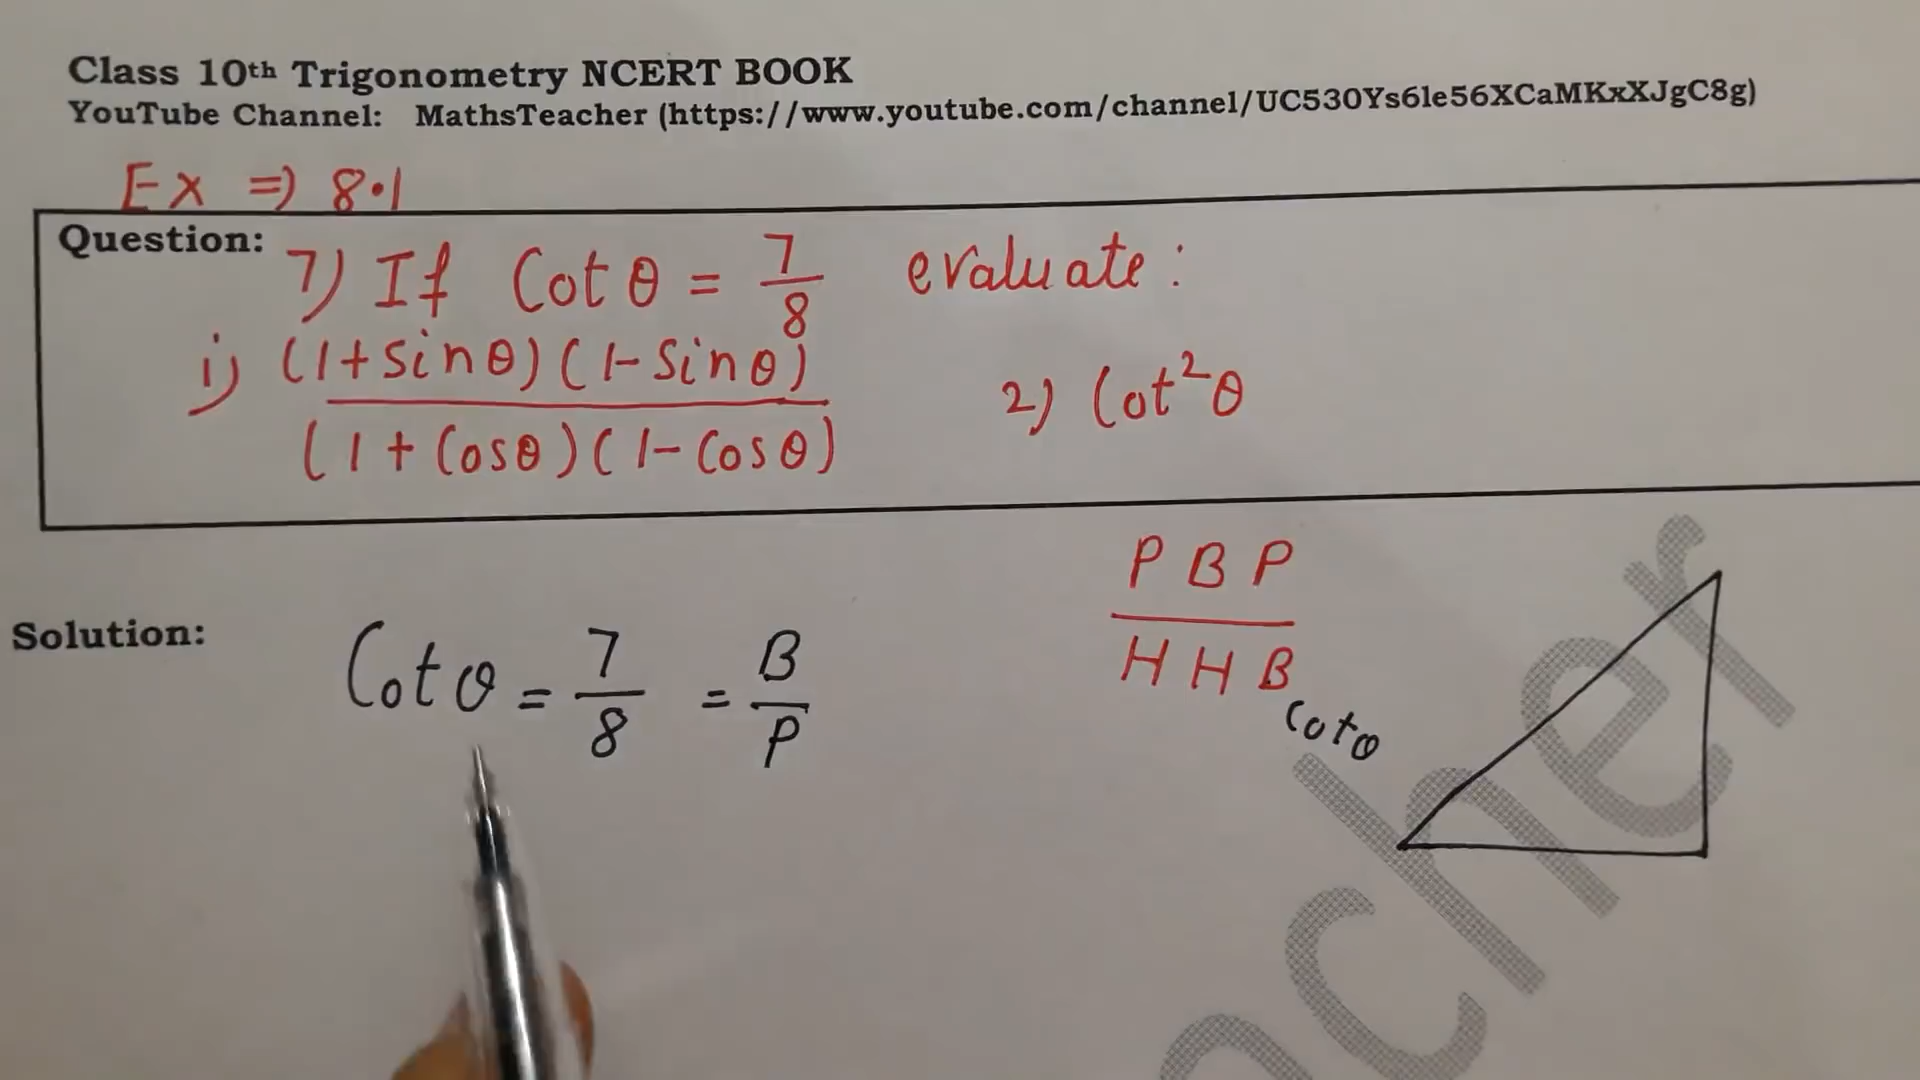 Class 10th Trigonometry NCERT BOOK
YouTube Channel: MathsTeacher (https://www.youtube.com/channel/UC530Ys6le56XCaMKxXJgC8g)
Ex ⇒ 8.1
Question: 7) If Cot θ = 7/8 evaluate:
i) (1+Sinθ)(1-Sinθ) / (1+Cosθ)(1-Cosθ) 2) Cot²θ
P B P
H H B
Cotθ
Solution: Cotθ = 7/8 = B/P
cher